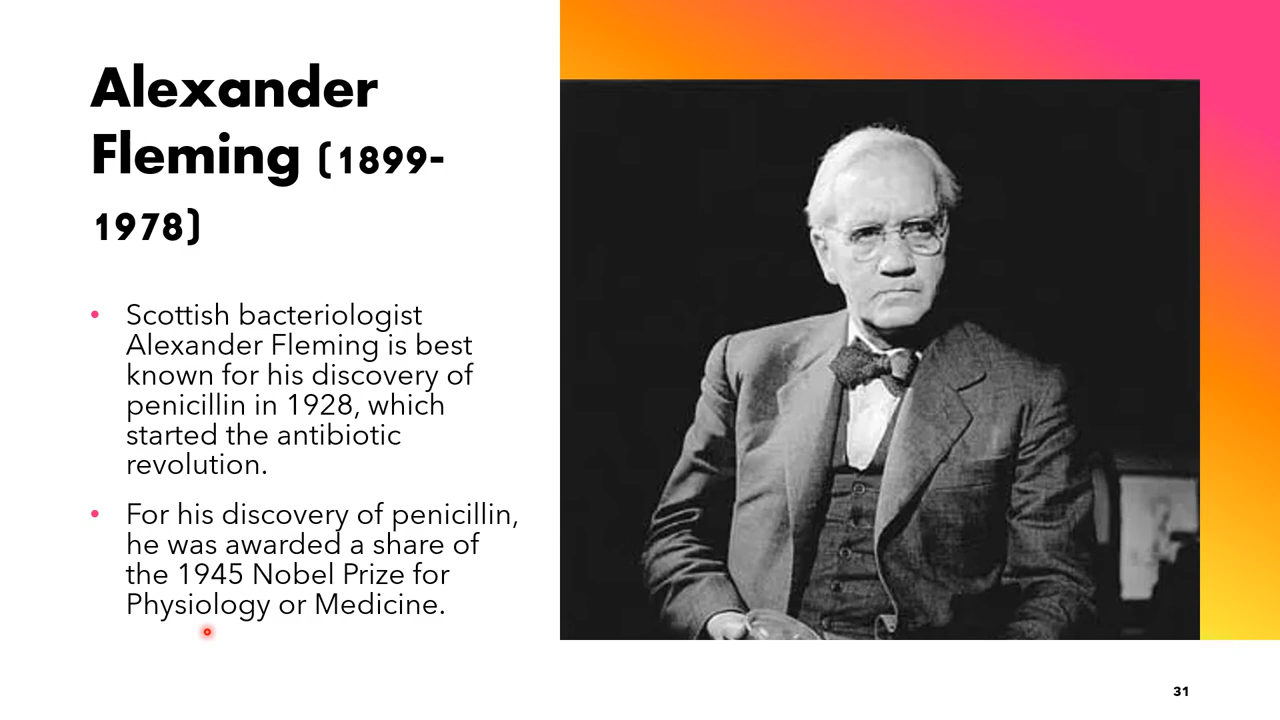 Alexander
Fleming (1899-
1978)
• Scottish bacteriologist
Alexander Fleming is best
known for his discovery of
penicillin in 1928, which
started the antibiotic
revolution.
• For his discovery of penicillin,
he was awarded a share of
the 1945 Nobel Prize for
Physiology or Medicine.
31